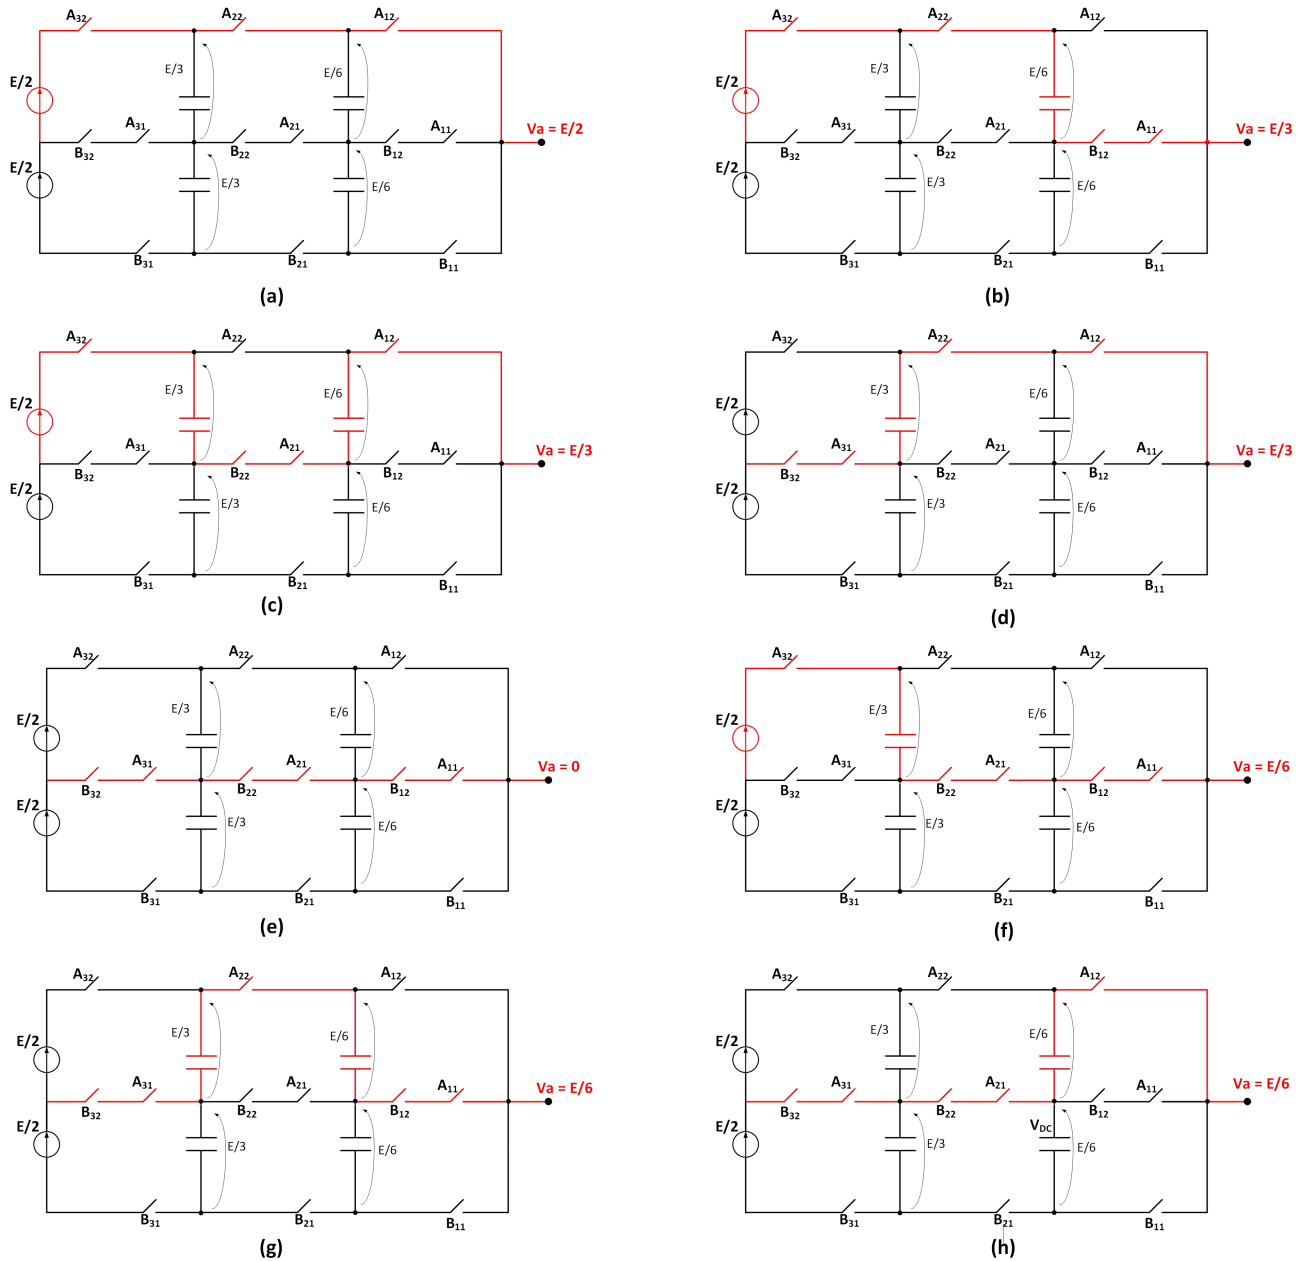 A32 A22 A12
E/3 E/6
E/2
A31 A21 A11 Va = E/2
B32 B22 B12
E/2 E/3 E/6
B31 B21 B11
(a)
A32 A22 A12
E/3 E/6
E/2
A31 A21 A11 Va = E/3
B32 B22 B12
E/2 E/3 E/6
B31 B21 B11
(b)
A32 A22 A12
E/3 E/6
E/2
A31 A21 A11 Va = E/3
B32 B22 B12
E/2 E/3 E/6
B31 B21 B11
(c)
A32 A22 A12
E/3 E/6
E/2
A31 A21 A11 Va = E/3
B32 B22 B12
E/2 E/3 E/6
B31 B21 B11
(d)
A32 A22 A12
E/3 E/6
E/2
A31 A21 A11 Va = 0
B32 B22 B12
E/2 E/3 E/6
B31 B21 B11
(e)
A32 A22 A12
E/3 E/6
E/2
A31 A21 A11 Va = E/6
B32 B22 B12
E/2 E/3 E/6
B31 B21 B11
(f)
A32 A22 A12
E/3 E/6
E/2
A31 A21 A11 Va = E/6
B32 B22 B12
E/2 E/3 E/6
B31 B21 B11
(g)
A32 A22 A12
E/3 E/6
E/2
A31 A21 A11 Va = E/6
B32 B22 B12
VDC
E/2 E/3 E/6
B31 B21 B11
(h)